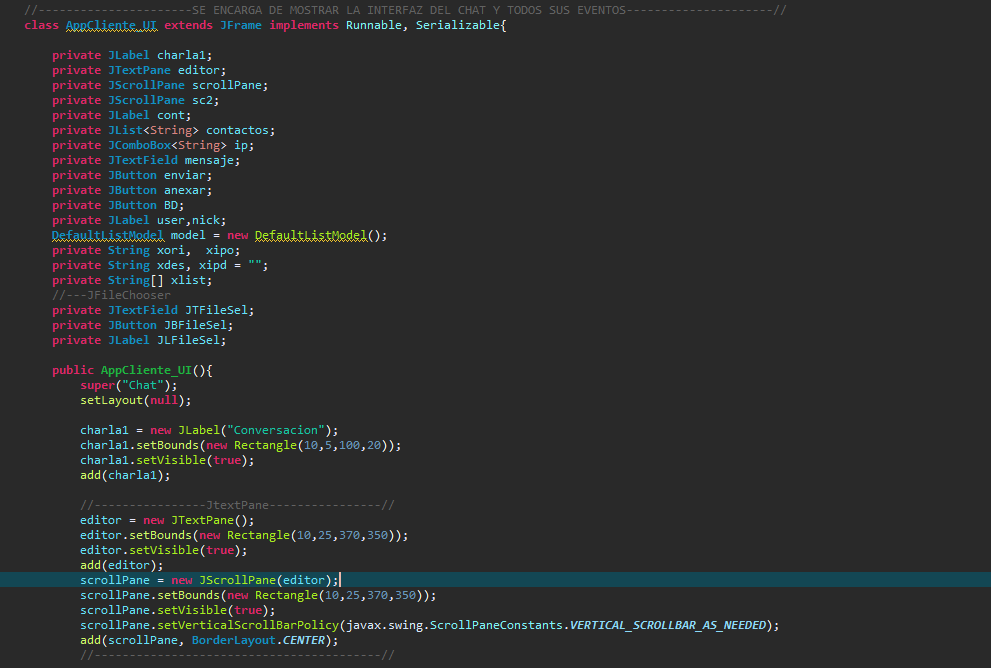 //----------------------SE ENCARGA DE MOSTRAR LA INTERFAZ DEL CHAT Y TODOS SUS EVENTOS---------------------//
class AppCliente_UI extends JFrame implements Runnable, Serializable{
private JLabel charla1;
private JTextPane editor;
private JScrollPane scrollPane;
private JScrollPane sc2;
private JLabel cont;
private JList<String> contactos;
private JComboBox<String> ip;
private JTextField mensaje;
private JButton enviar;
private JButton anexar;
private JButton BD;
private JLabel user,nick;
DefaultListModel model = new DefaultListModel();
private String xori,  xipo;
private String xdes, xipd = "";
private String[] xlist;
//---JFileChooser
private JTextField JTFileSel;
private JButton JBFileSel;
private JLabel JLFileSel;
public AppCliente_UI(){
super("Chat");
setLayout(null);
charla1 = new JLabel("Conversacion");
charla1.setBounds(new Rectangle(10,5,100,20));
charla1.setVisible(true);
add(charla1);
//----------------JtextPane----------------//
editor = new JTextPane();
editor.setBounds(new Rectangle(10,25,370,350));
editor.setVisible(true);
add(editor);
scrollPane = new JScrollPane(editor);
scrollPane.setBounds(new Rectangle(10,25,370,350));
scrollPane.setVisible(true);
scrollPane.setVerticalScrollBarPolicy(javax.swing.ScrollPaneConstants.VERTICAL_SCROLLBAR_AS_NEEDED);
add(scrollPane, BorderLayout.CENTER);
//-----------------------------------------//